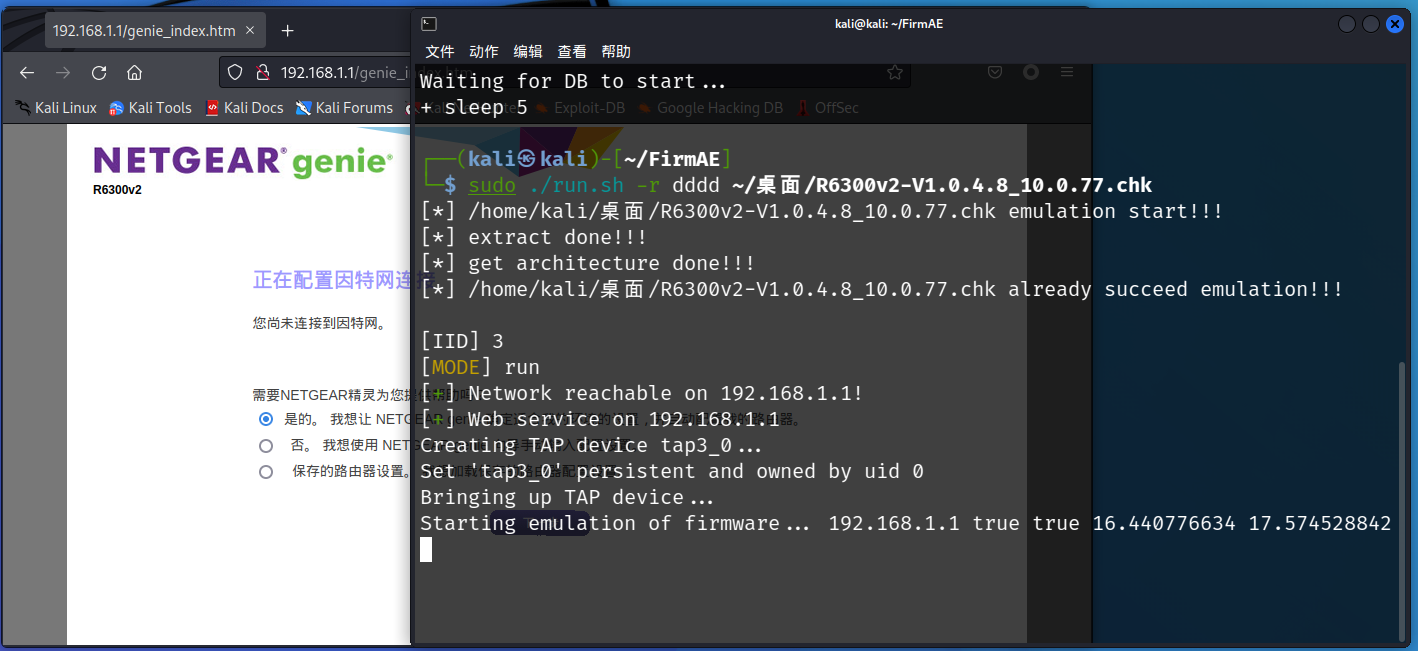 192.168.1.1/genie_index.htm
kali@kali: ~/FirmAE
文件 动作 编辑 查看 帮助
192.168.1.1/genie_i
Kali Linux Kali Tools Kali Docs Kali Forums Exploit-DB Google Hacking DB OffSec
NETGEAR® genie®
R6300v2
正在配置因特网连接
您尚未连接到因特网。
需要NETGEAR精灵为您提供帮助吗
是的。 我想让 NETGEAR
否。 我想使用 NETGE
保存的路由器设置。
Waiting for DB to start...
+ sleep 5
┌──(kali㉿kali)-[~/FirmAE]
└─$ sudo ./run.sh -r dddd ~/桌面/R6300v2-V1.0.4.8_10.0.77.chk
[*] /home/kali/桌面/R6300v2-V1.0.4.8_10.0.77.chk emulation start!!!
[*] extract done!!!
[*] get architecture done!!!
[*] /home/kali/桌面/R6300v2-V1.0.4.8_10.0.77.chk already succeed emulation!!!
[IID] 3
[MODE] run
[+] Network reachable on 192.168.1.1!
[+] Web service on 192.168.1.1
Creating TAP device tap3_0...
Set 'tap3_0' persistent and owned by uid 0
Bringing up TAP device...
Starting emulation of firmware... 192.168.1.1 true true 16.440776634 17.574528842